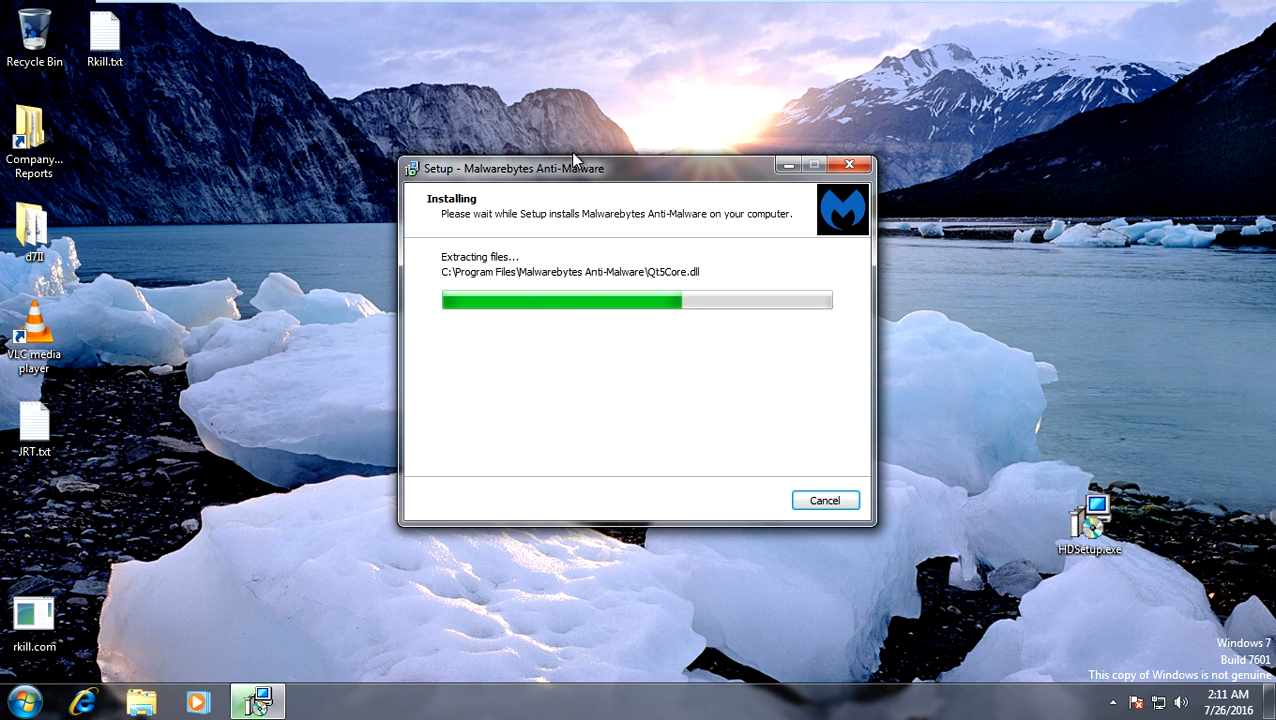 Recycle Bin
Rkill.txt
Company...
Reports
d7II
VLC media
player
JRT.txt
rkill.com
Setup - Malwarebytes Anti-Malware
Installing
Please wait while Setup installs Malwarebytes Anti-Malware on your computer.
Extracting files...
C:\Program Files\Malwarebytes Anti-Malware\Qt5Core.dll
Cancel
HDSetup.exe
Windows 7
Build 7601
This copy of Windows is not genuine
2:11 AM
7/26/2016